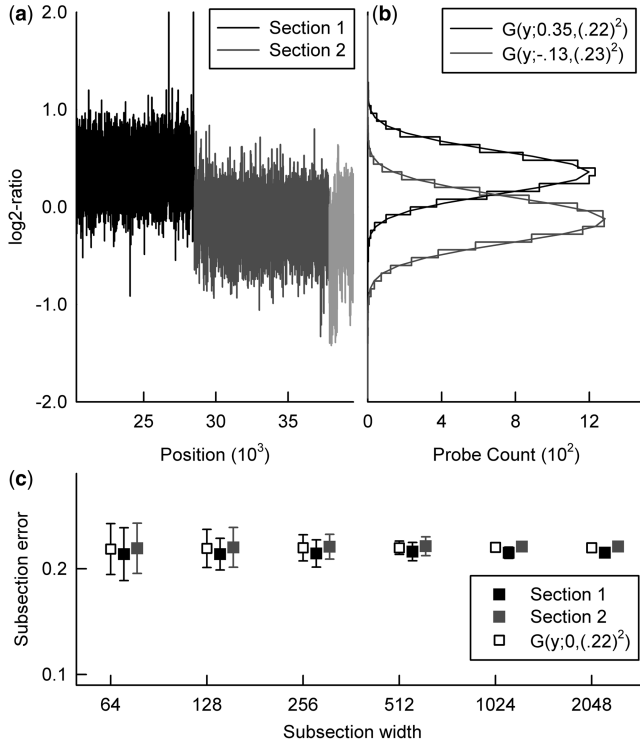 (a)
Section 1
Section 2
2.0
1.0
0.0
-1.0
-2.0
log2-ratio
25
30
35
Position (10³)
(b)
G(y;0.35,(.22)²)
G(y;-.13,(.23)²)
0
4
8
12
Probe Count (10²)
(c)
Subsection error
0.2
0.1
Section 1
Section 2
G(y;0,(.22)²)
64
128
256
512
1024
2048
Subsection width